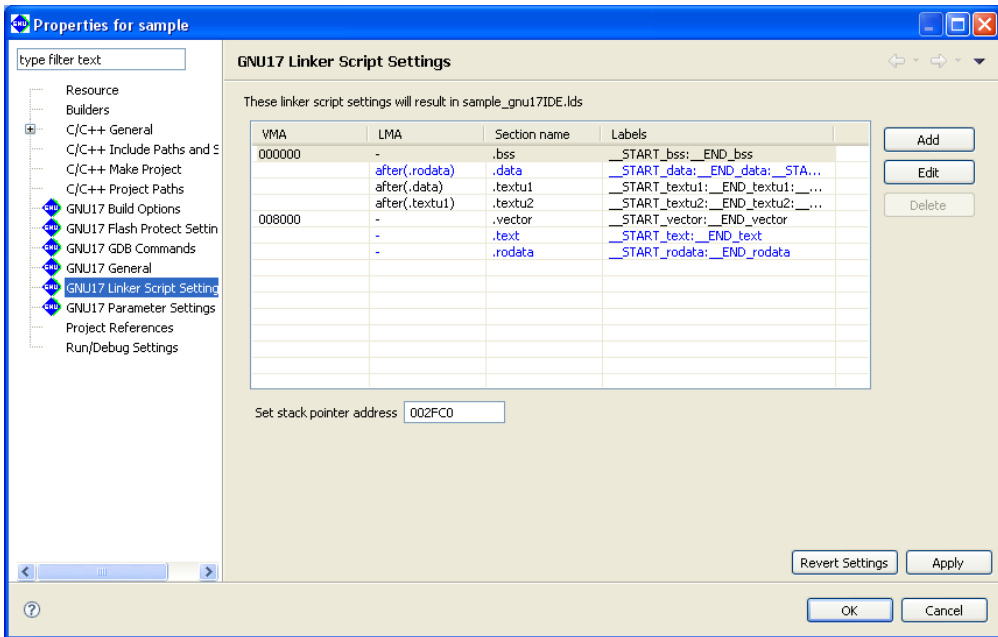 Properties for sample
type filter text
Resource
Builders
C/C++ General
C/C++ Include Paths and S
C/C++ Make Project
C/C++ Project Paths
GNU17 Build Options
GNU17 Flash Protect Settin
GNU17 GDB Commands
GNU17 General
GNU17 Linker Script Setting
GNU17 Parameter Settings
Project References
Run/Debug Settings
GNU17 Linker Script Settings
These linker script settings will result in sample_gnu17IDE.lds
VMA LMA Section name Labels
000000 - .bss __START_bss:__END_bss
after(.rodata) .data __START_data:__END_data:__STA...
after(.data) .textu1 __START_textu1:__END_textu1:__...
after(.textu1) .textu2 __START_textu2:__END_textu2:__...
008000 - .vector __START_vector:__END_vector
- .text __START_text:__END_text
- .rodata __START_rodata:__END_rodata
Add
Edit
Delete
Set stack pointer address 002FC0
Revert Settings Apply
OK Cancel